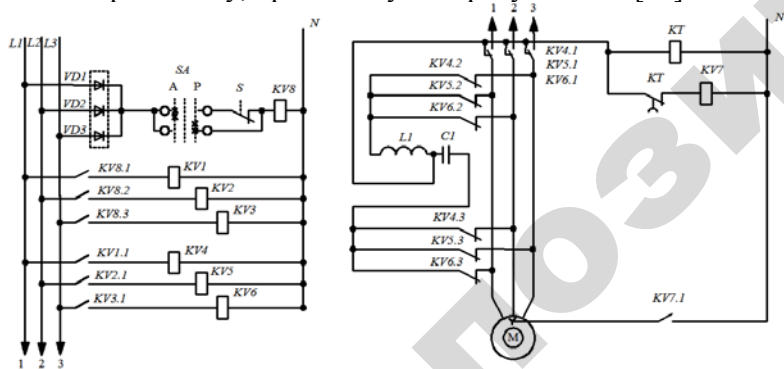 L1 L2 L3
N
VD1
VD2
VD3
SA
A P
S
KV8
KV8.1
KV1
KV8.2
KV2
KV8.3
KV3
KV1.1
KV4
KV2.1
KV5
KV3.1
KV6
1 2 3
1 2 3
N
KV4.1
KV5.1
KV6.1
KT
KT
KV7
KV4.2
KV5.2
KV6.2
L1
C1
KV4.3
KV5.3
KV6.3
KV7.1
M